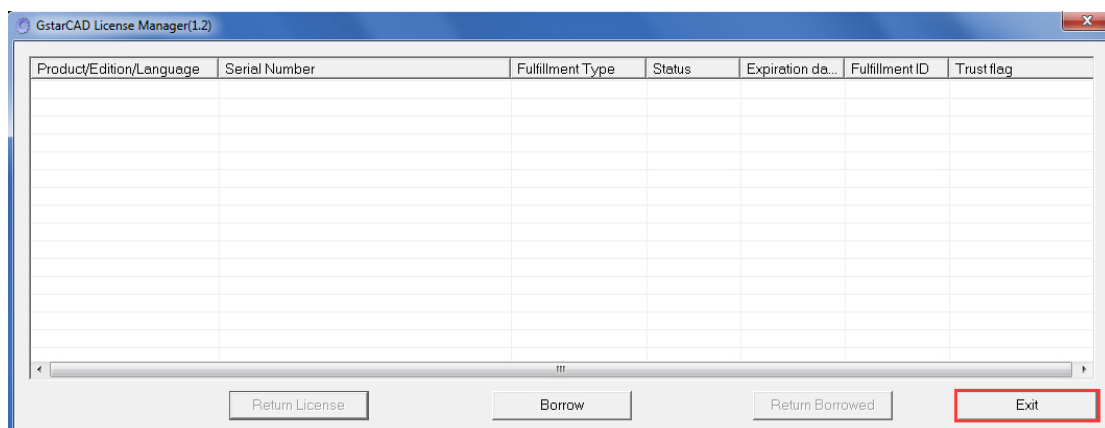 GstarCAD License Manager(1.2)
Product/Edition/Language Serial Number Fulfillment Type Status Expiration da... Fulfillment ID Trust flag
Return License Borrow Return Borrowed Exit